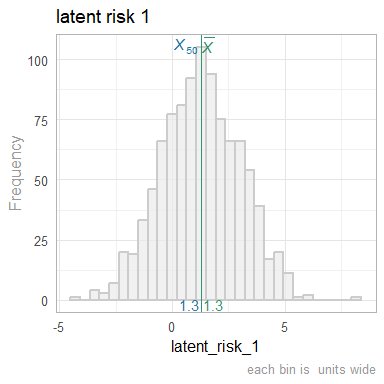 latent risk 1
X̃50 X̅
100
75
50
25
0
Frequency
1.3 1.3
-5 0 5
latent_risk_1
each bin is  units wide